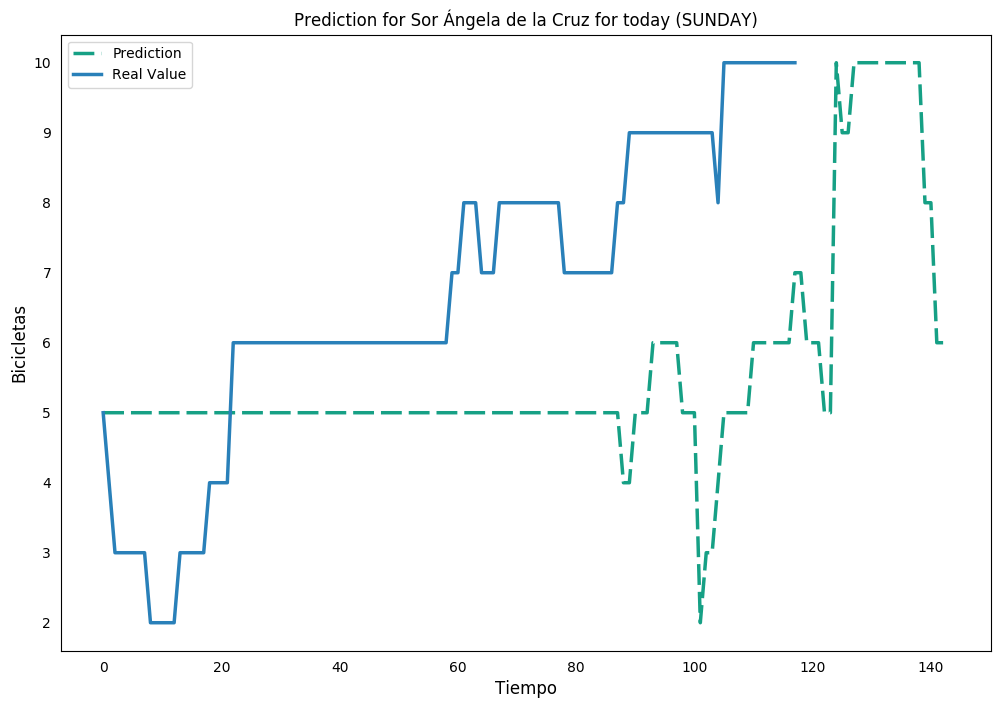 Prediction for Sor Ángela de la Cruz for today (SUNDAY)
Prediction
Real Value
10
9
8
7
6
5
4
3
2
Bicicletas
0 20 40 60 80 100 120 140
Tiempo